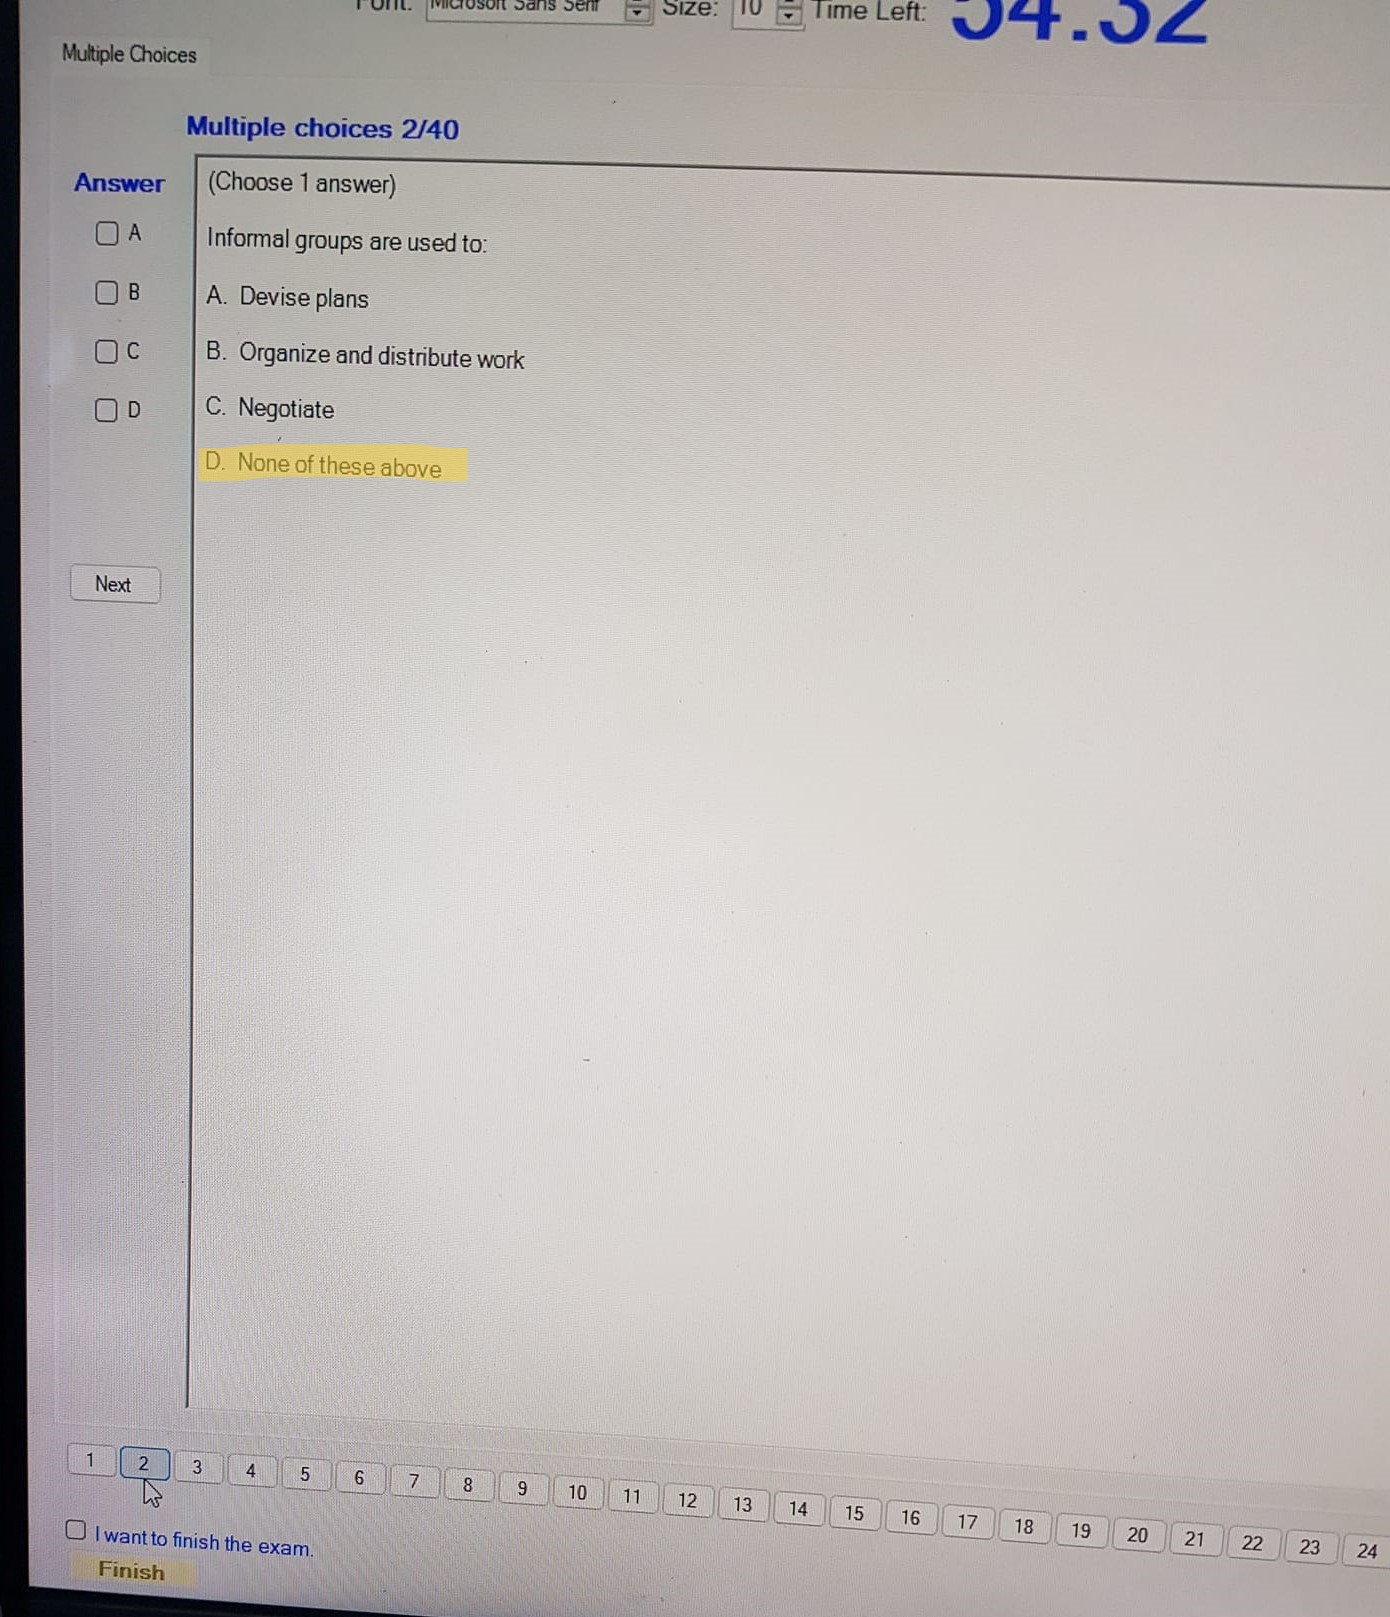 Font: Microsoft Sans Serif Size: 10 Time Left:
Multiple Choices
Multiple choices 2/40
Answer
(Choose 1 answer)
A
Informal groups are used to:
B
A. Devise plans
C
B. Organize and distribute work
D
C. Negotiate
D. None of these above
Next
1 2 3 4 5 6 7 8 9 10 11 12 13 14 15 16 17 18 19 20 21 22 23 24
I want to finish the exam.
Finish